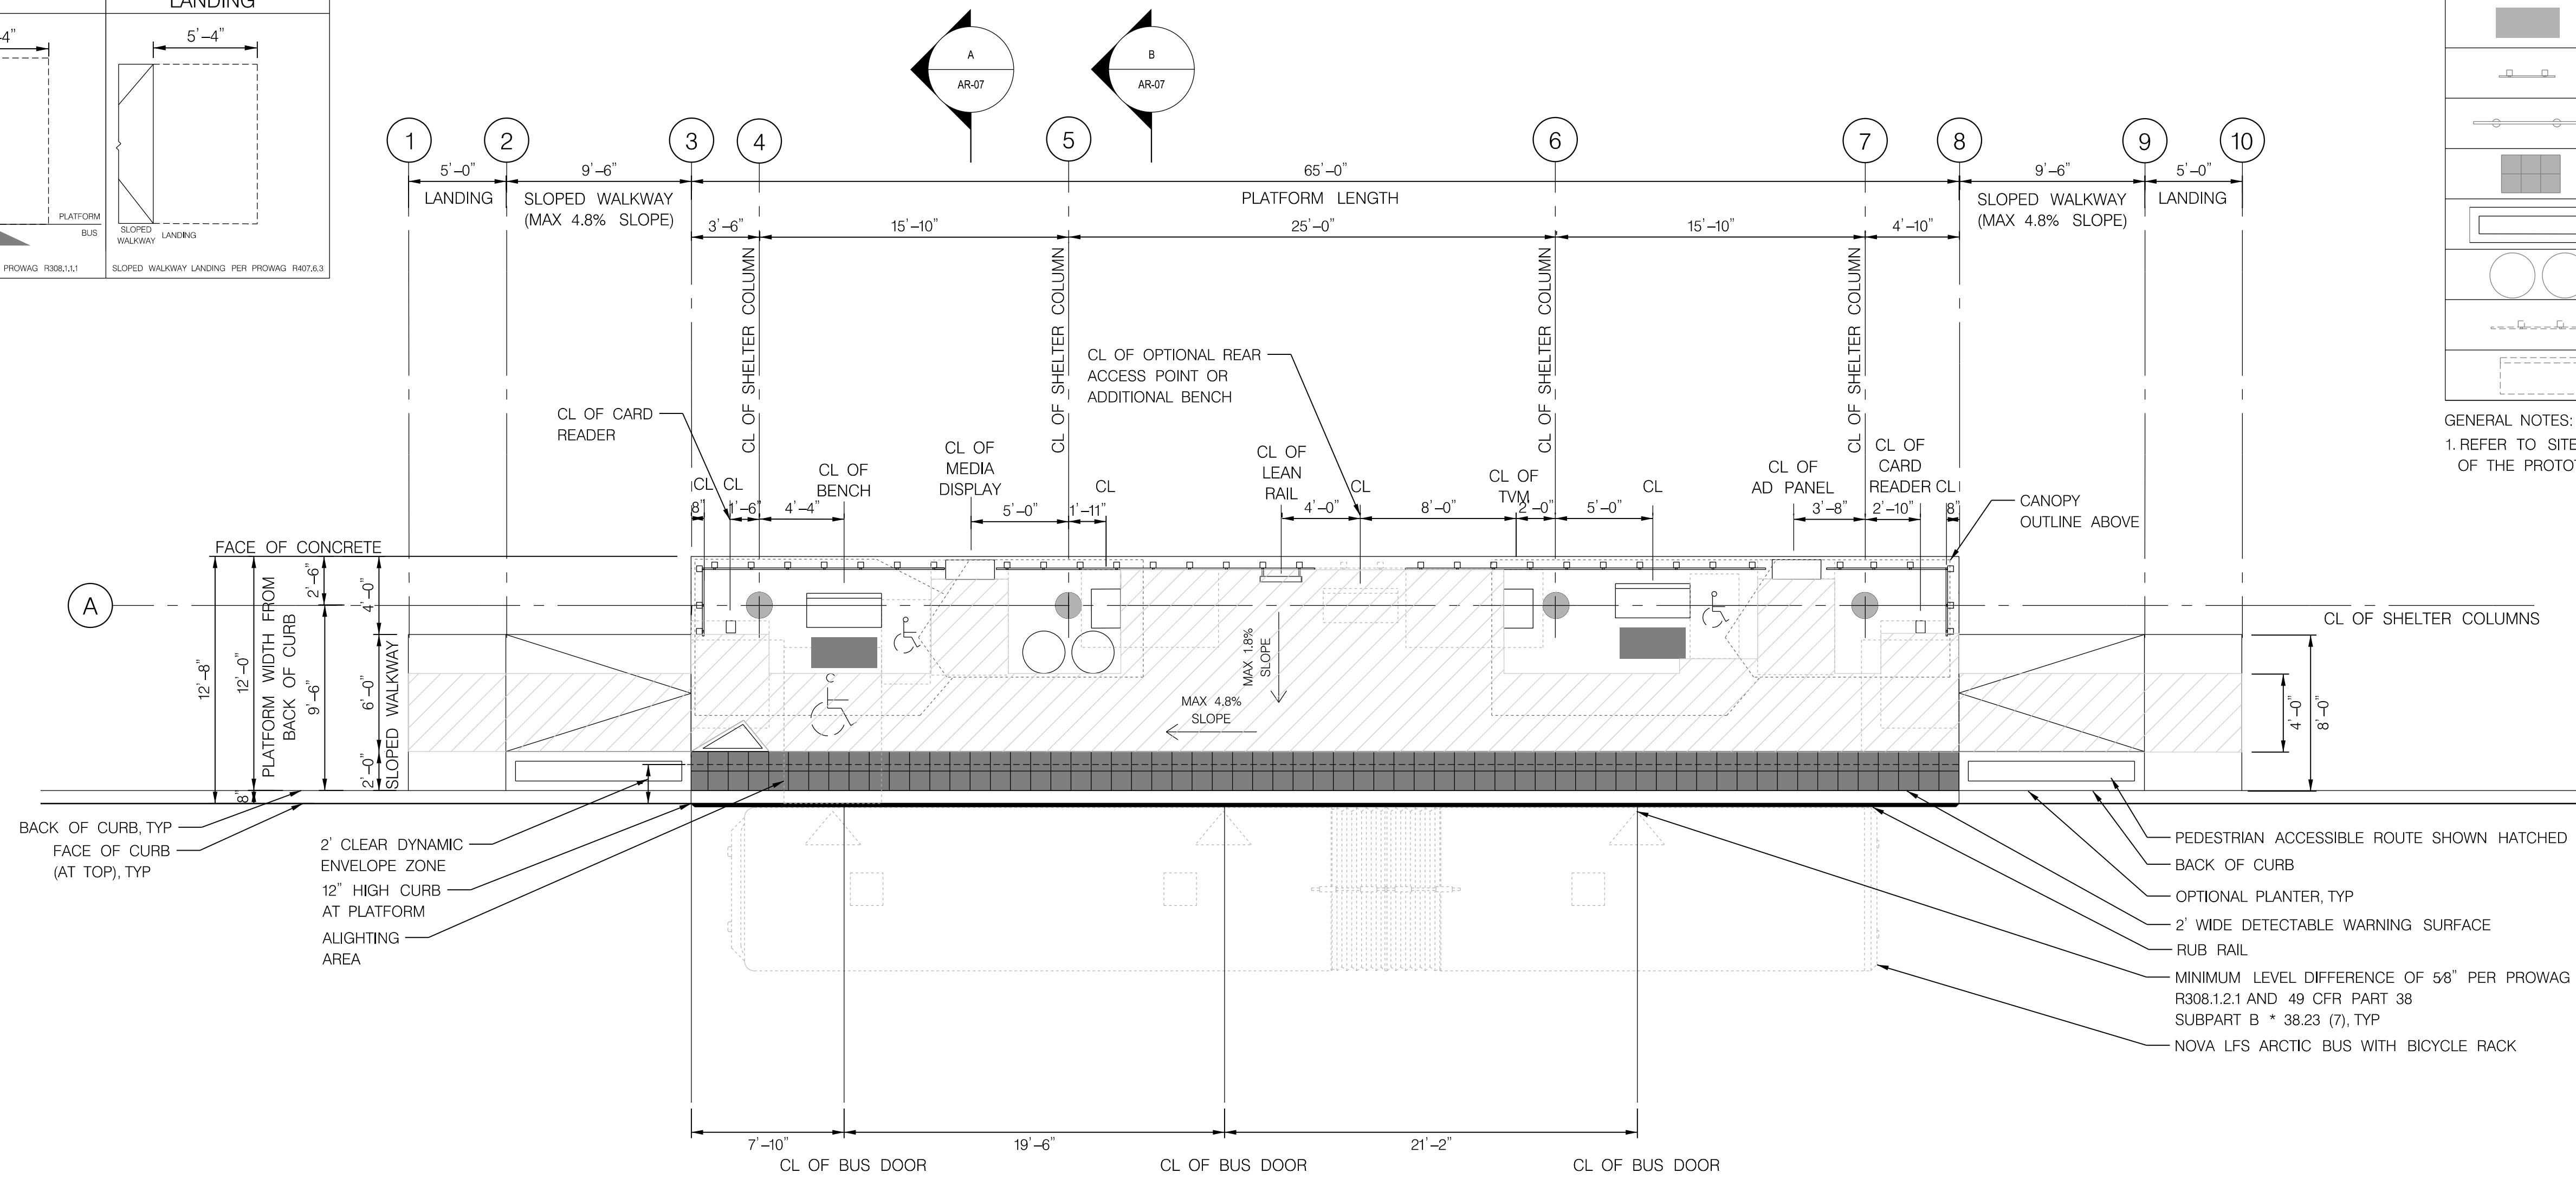 LANDING
4"
5'-4"
PLATFORM
BUS
SLOPED
WALKWAY
LANDING
PROWAG R308.1.1.1
SLOPED WALKWAY LANDING PER PROWAG R407.6.3
A
AR-07
B
AR-07
1
2
3
4
5
6
7
8
9
10
5'-0"
9'-6"
65'-0"
9'-6"
5'-0"
LANDING
SLOPED WALKWAY
(MAX 4.8% SLOPE)
PLATFORM LENGTH
SLOPED WALKWAY
(MAX 4.8% SLOPE)
LANDING
3'-6"
15'-10"
25'-0"
15'-10"
4'-10"
CL OF SHELTER COLUMN
CL OF SHELTER COLUMN
CL OF SHELTER COLUMN
CL OF SHELTER COLUMN
GENERAL NOTES:
1. REFER TO SITE
OF THE PROTOT
CL OF OPTIONAL REAR
ACCESS POINT OR
ADDITIONAL BENCH
CL OF CARD
READER
CL OF
BENCH
CL OF
MEDIA
DISPLAY
CL OF
LEAN
RAIL
CL OF
TVM
CL OF
AD PANEL
CL OF
CARD
READER
CL
CL
CL
CL
CL
CL
CANOPY
OUTLINE ABOVE
8"
1'-6"
4'-4"
5'-0"
1'-11"
4'-0"
8'-0"
2'-0"
5'-0"
3'-8"
2'-10"
8"
FACE OF CONCRETE
A
CL OF SHELTER COLUMNS
12'-8"
12'-0"
PLATFORM WIDTH FROM
BACK OF CURB
2'-6"
9'-6"
4'-0"
6'-0"
2'-0"
SLOPED WALKWAY
8"
MAX 1.8%
SLOPE
MAX 4.8%
SLOPE
4'-0"
8'-0"
BACK OF CURB, TYP
FACE OF CURB
(AT TOP), TYP
2' CLEAR DYNAMIC
ENVELOPE ZONE
12" HIGH CURB
AT PLATFORM
ALIGHTING
AREA
PEDESTRIAN ACCESSIBLE ROUTE SHOWN HATCHED
BACK OF CURB
OPTIONAL PLANTER, TYP
2' WIDE DETECTABLE WARNING SURFACE
RUB RAIL
MINIMUM LEVEL DIFFERENCE OF 5⁄8" PER PROWAG
R308.1.2.1 AND 49 CFR PART 38
SUBPART B * 38.23 (7), TYP
NOVA LFS ARCTIC BUS WITH BICYCLE RACK
7'-10"
19'-6"
21'-2"
CL OF BUS DOOR
CL OF BUS DOOR
CL OF BUS DOOR